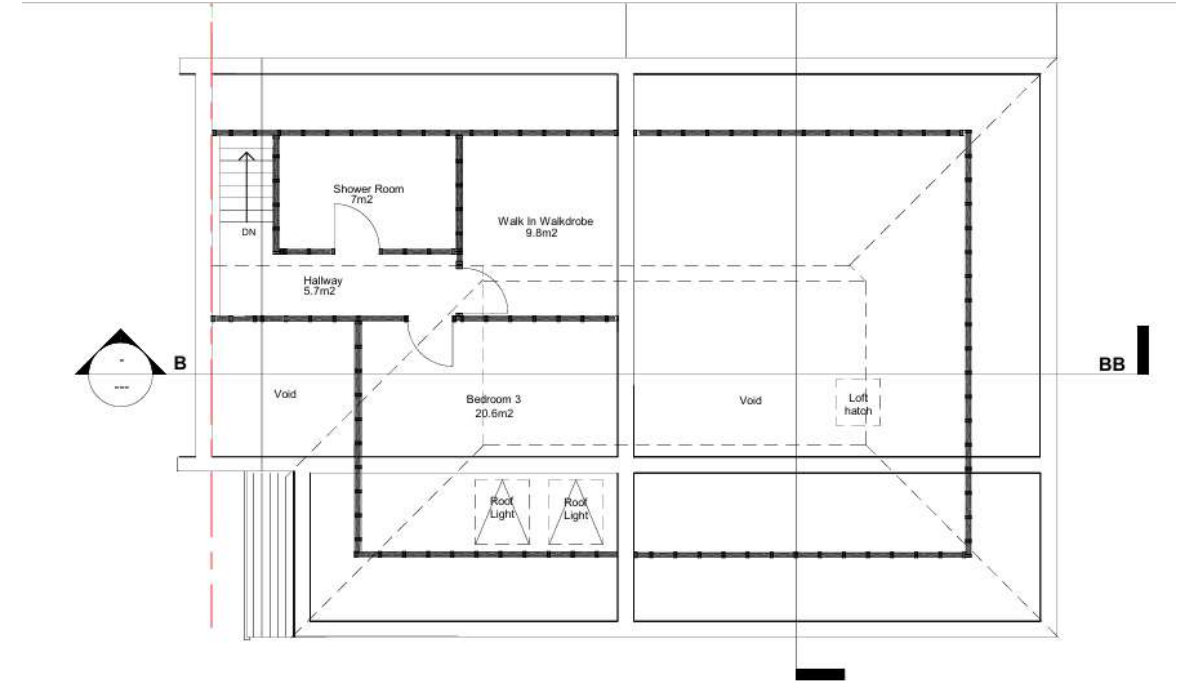 Shower Room
7m2
Walk In Walkdrobe
9.8m2
DN
Hallway
5.7m2
-
---
B
BB
Void
Bedroom 3
20.6m2
Void
Loft
hatch
Roof
Light
Roof
Light